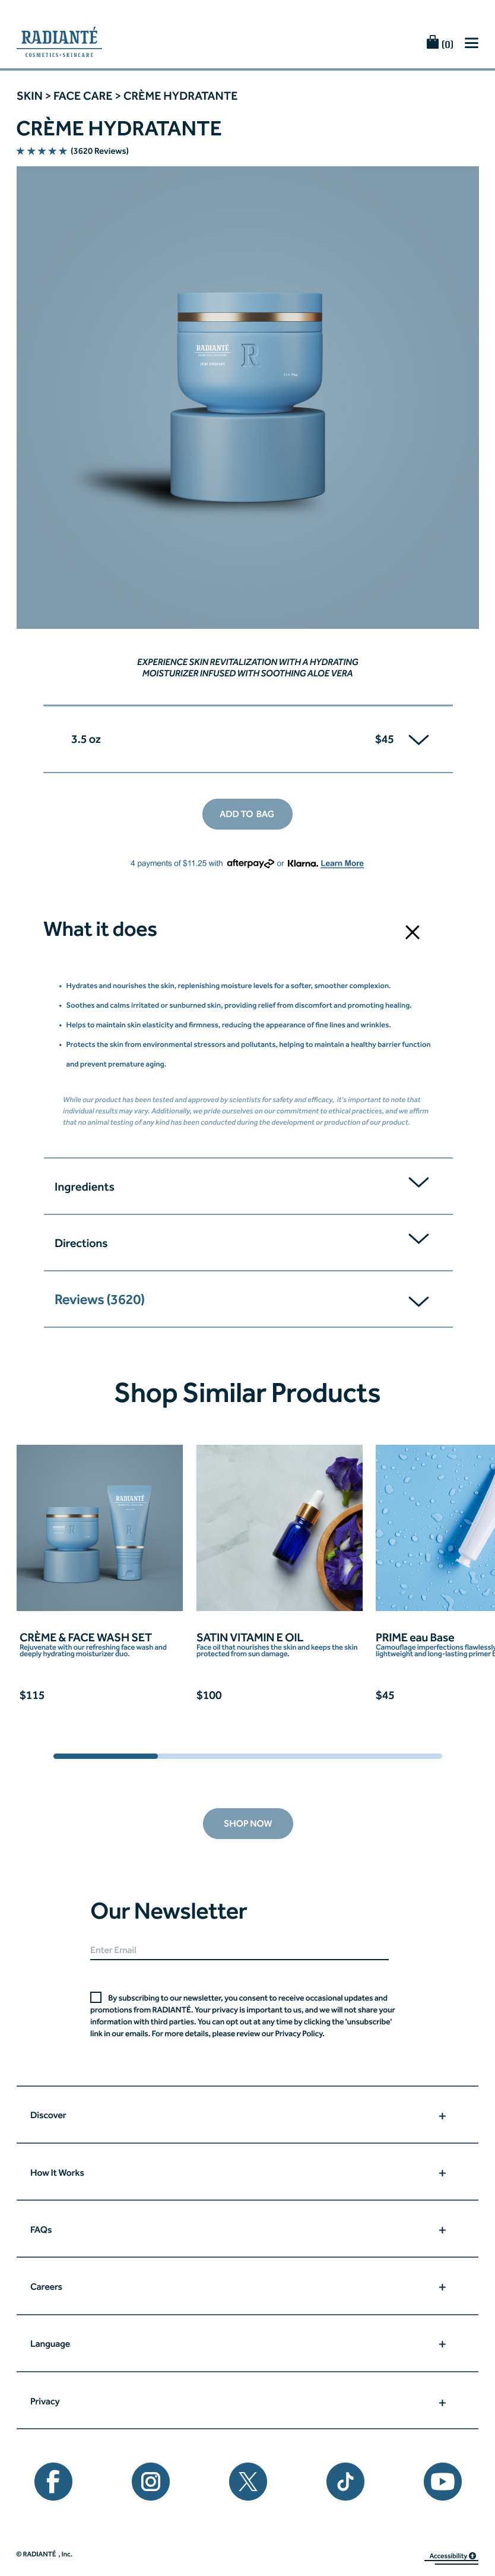 RADIANTÉ
COSMETICS•SKINCARE
(0)
SKIN > FACE CARE > CRÈME HYDRATANTE
CRÈME HYDRATANTE
(3620 Reviews)
RADIANTÉ
R
EXPERIENCE SKIN REVITALIZATION WITH A HYDRATING
MOISTURIZER INFUSED WITH SOOTHING ALOE VERA
3.5 oz $45
ADD TO BAG
4 payments of $11.25 with afterpay or Klarna. Learn More
What it does
• Hydrates and nourishes the skin, replenishing moisture levels for a softer, smoother complexion.
• Soothes and calms irritated or sunburned skin, providing relief from discomfort and promoting healing.
• Helps to maintain skin elasticity and firmness, reducing the appearance of fine lines and wrinkles.
• Protects the skin from environmental stressors and pollutants, helping to maintain a healthy barrier function
and prevent premature aging.
While our product has been tested and approved by scientists for safety and efficacy, it's important to note that
individual results may vary. Additionally, we pride ourselves on our commitment to ethical practices, and we affirm
that no animal testing of any kind has been conducted during the development or production of our product.
Ingredients
Directions
Reviews (3620)
Shop Similar Products
RADIANTÉ
R
R
CRÈME & FACE WASH SET
Rejuvenate with our refreshing face wash and
deeply hydrating moisturizer duo.
$115
SATIN VITAMIN E OIL
Face oil that nourishes the skin and keeps the skin
protected from sun damage.
$100
PRIME eau Base
Camouflage imperfections flawlessly
lightweight and long-lasting primer
$45
SHOP NOW
Our Newsletter
Enter Email
By subscribing to our newsletter, you consent to receive occasional updates and
promotions from RADIANTÉ. Your privacy is important to us, and we will not share your
information with third parties. You can opt out at any time by clicking the 'unsubscribe'
link in our emails. For more details, please review our Privacy Policy.
Discover +
How It Works +
FAQs +
Careers +
Language +
Privacy +
© RADIANTÉ , Inc.
Accessibility